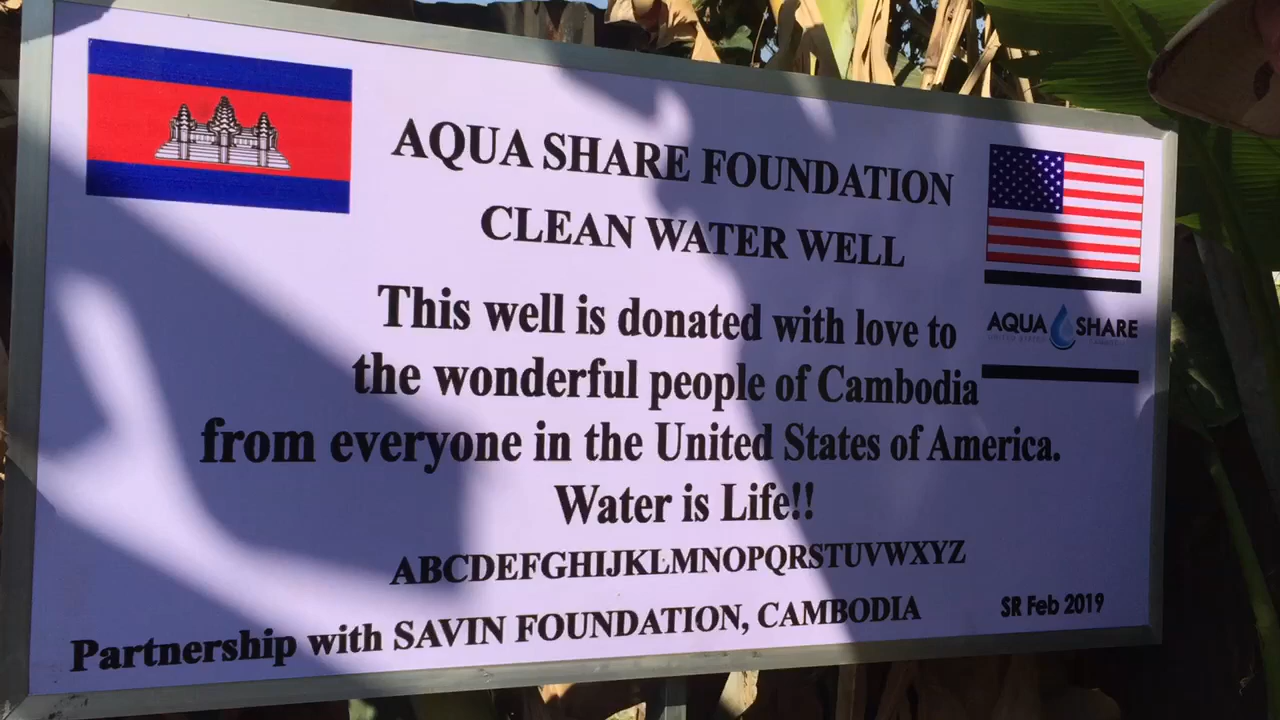 AQUA SHARE FOUNDATION
CLEAN WATER WELL
This well is donated with love to
the wonderful people of Cambodia
from everyone in the United States of America.
Water is Life!!
ABCDEFGHIJKLMNOPQRSTUVWXYZ
Partnership with SAVIN FOUNDATION, CAMBODIA
AQUA SHARE
SR Feb 2019